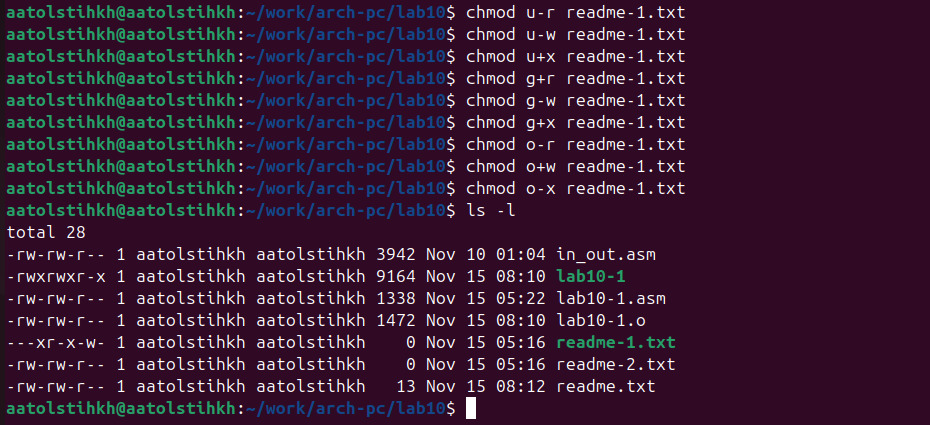 aatolstihkh@aatolstihkh:~/work/arch-pc/lab10$ chmod u-r readme-1.txt
aatolstihkh@aatolstihkh:~/work/arch-pc/lab10$ chmod u-w readme-1.txt
aatolstihkh@aatolstihkh:~/work/arch-pc/lab10$ chmod u+x readme-1.txt
aatolstihkh@aatolstihkh:~/work/arch-pc/lab10$ chmod g+r readme-1.txt
aatolstihkh@aatolstihkh:~/work/arch-pc/lab10$ chmod g-w readme-1.txt
aatolstihkh@aatolstihkh:~/work/arch-pc/lab10$ chmod g+x readme-1.txt
aatolstihkh@aatolstihkh:~/work/arch-pc/lab10$ chmod o-r readme-1.txt
aatolstihkh@aatolstihkh:~/work/arch-pc/lab10$ chmod o+w readme-1.txt
aatolstihkh@aatolstihkh:~/work/arch-pc/lab10$ chmod o-x readme-1.txt
aatolstihkh@aatolstihkh:~/work/arch-pc/lab10$ ls -l
total 28
-rw-rw-r-- 1 aatolstihkh aatolstihkh 3942 Nov 10 01:04 in_out.asm
-rwxrwxr-x 1 aatolstihkh aatolstihkh 9164 Nov 15 08:10 lab10-1
-rw-rw-r-- 1 aatolstihkh aatolstihkh 1338 Nov 15 05:22 lab10-1.asm
-rw-rw-r-- 1 aatolstihkh aatolstihkh 1472 Nov 15 08:10 lab10-1.o
---xr-x-w- 1 aatolstihkh aatolstihkh    0 Nov 15 05:16 readme-1.txt
-rw-rw-r-- 1 aatolstihkh aatolstihkh    0 Nov 15 05:16 readme-2.txt
-rw-rw-r-- 1 aatolstihkh aatolstihkh   13 Nov 15 08:12 readme.txt
aatolstihkh@aatolstihkh:~/work/arch-pc/lab10$